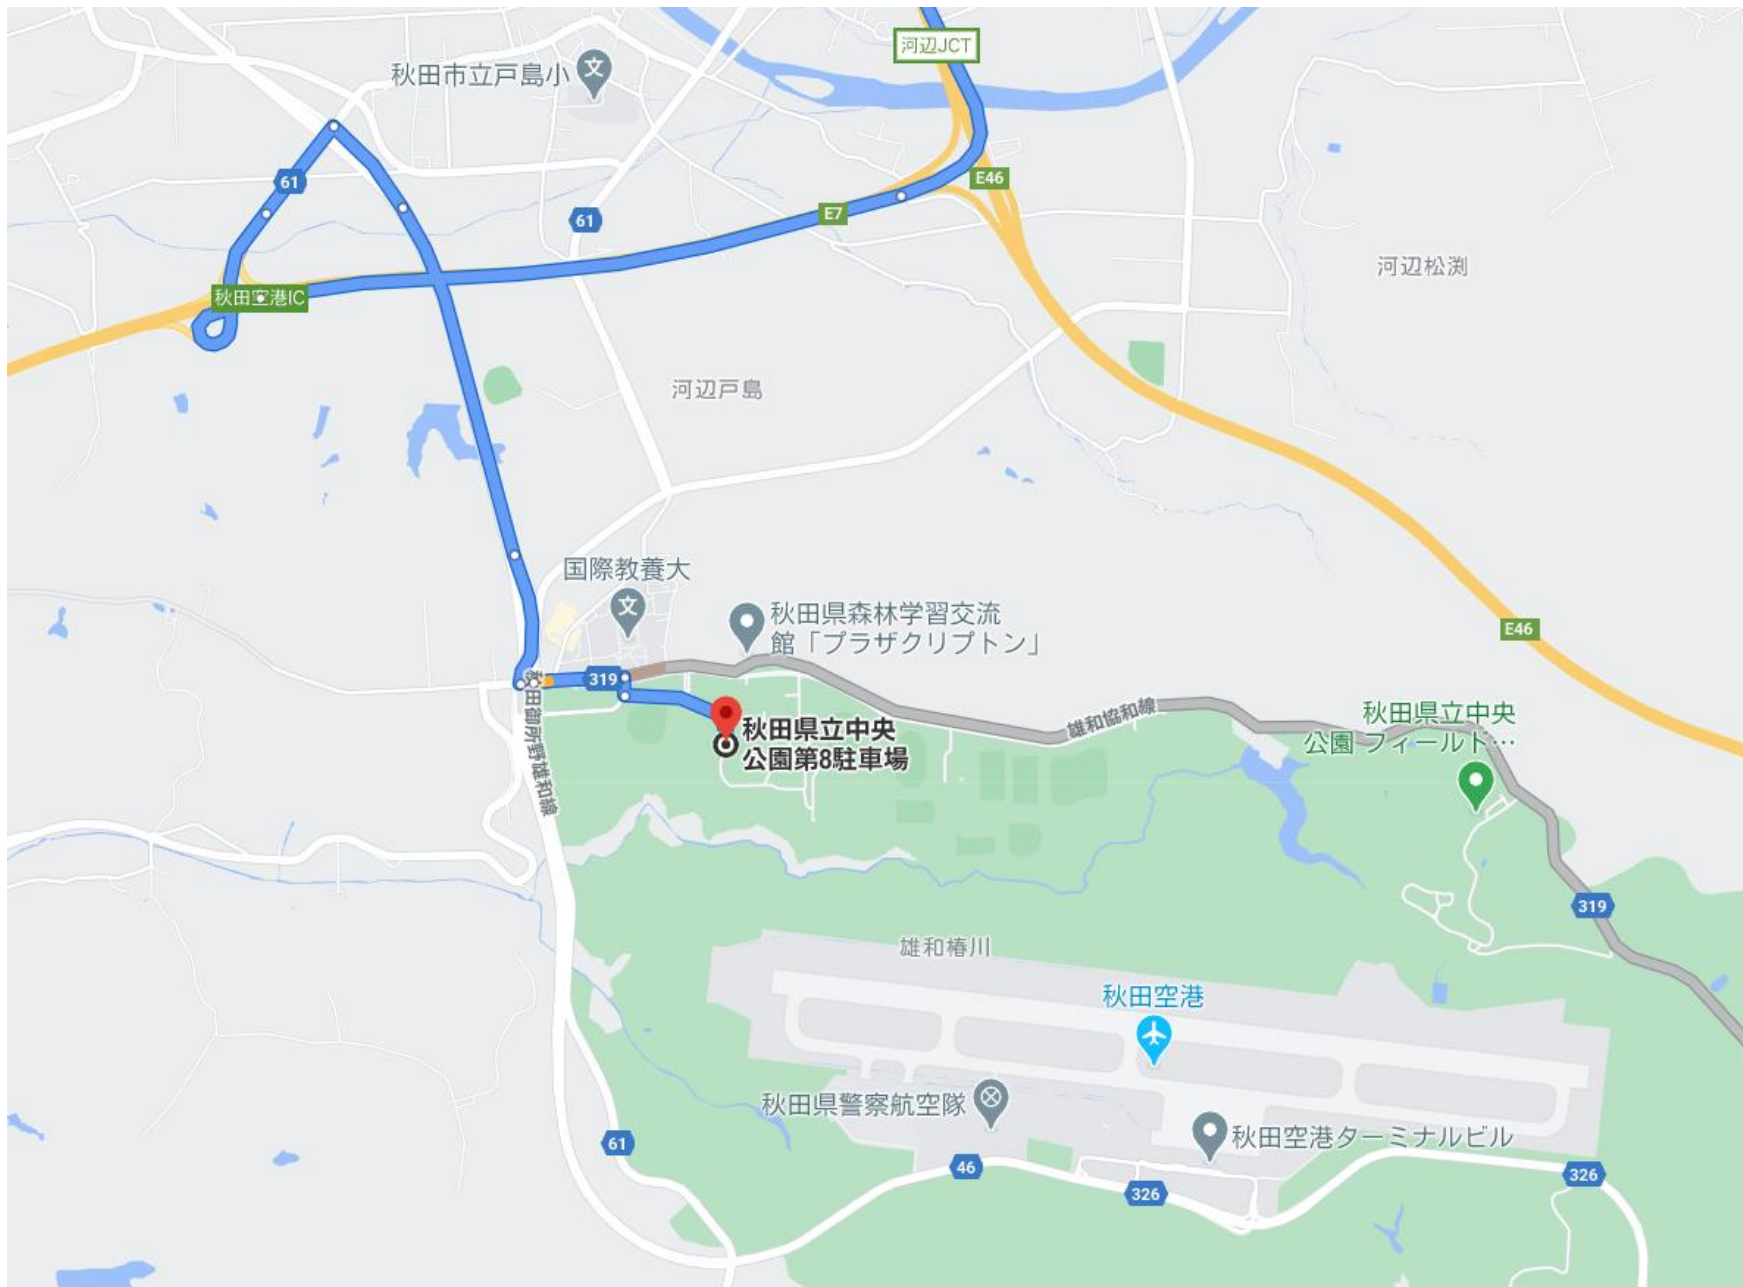 河辺JCT
秋田市立戸島小
文
61
E46
E7
61
河辺松渕
秋田空港IC
河辺戸島
国際教養大
文
秋田県森林学習交流
館「プラザクリプトン」
E46
319
秋田御所野雄和線
秋田県立中央
公園第8駐車場
雄和協和線
秋田県立中央
公園 フィールド…
319
雄和椿川
秋田空港
秋田県警察航空隊
秋田空港ターミナルビル
61
46
326
326